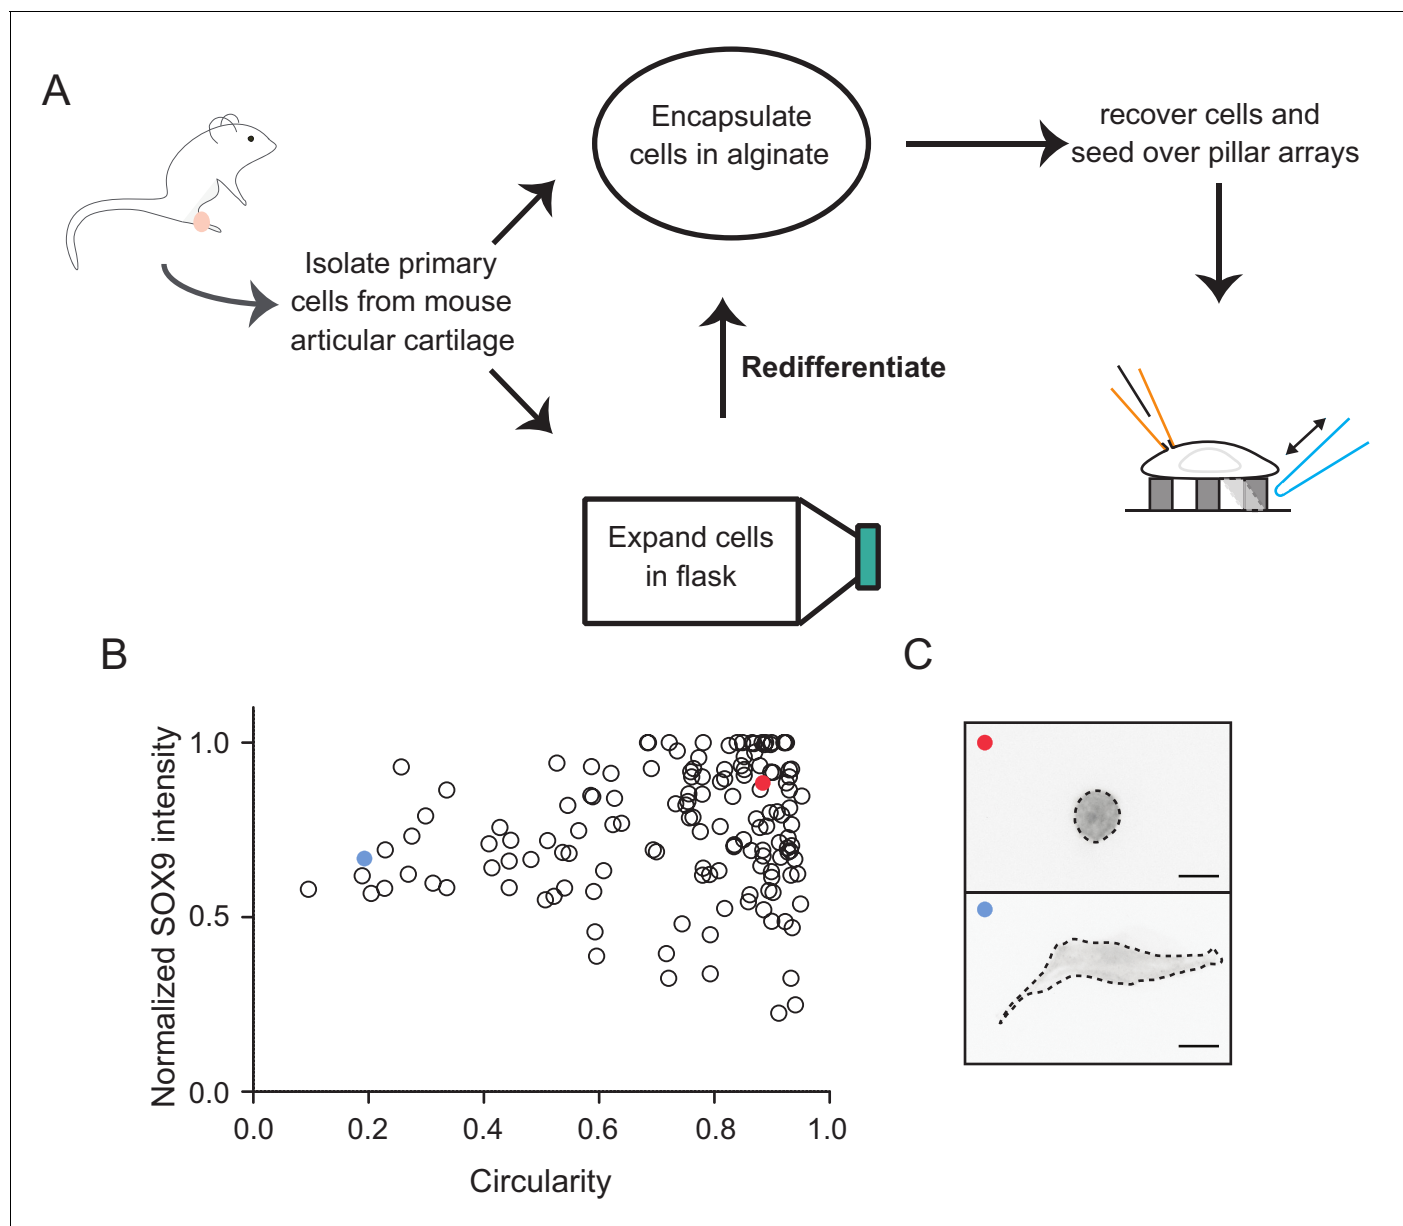 A
Encapsulate
cells in alginate
recover cells and
seed over pillar arrays
Isolate primary
cells from mouse
articular cartilage
Redifferentiate
Expand cells
in flask
B
Normalized SOX9 intensity
1.0
0.5
0.0
0.0 0.2 0.4 0.6 0.8 1.0
Circularity
C